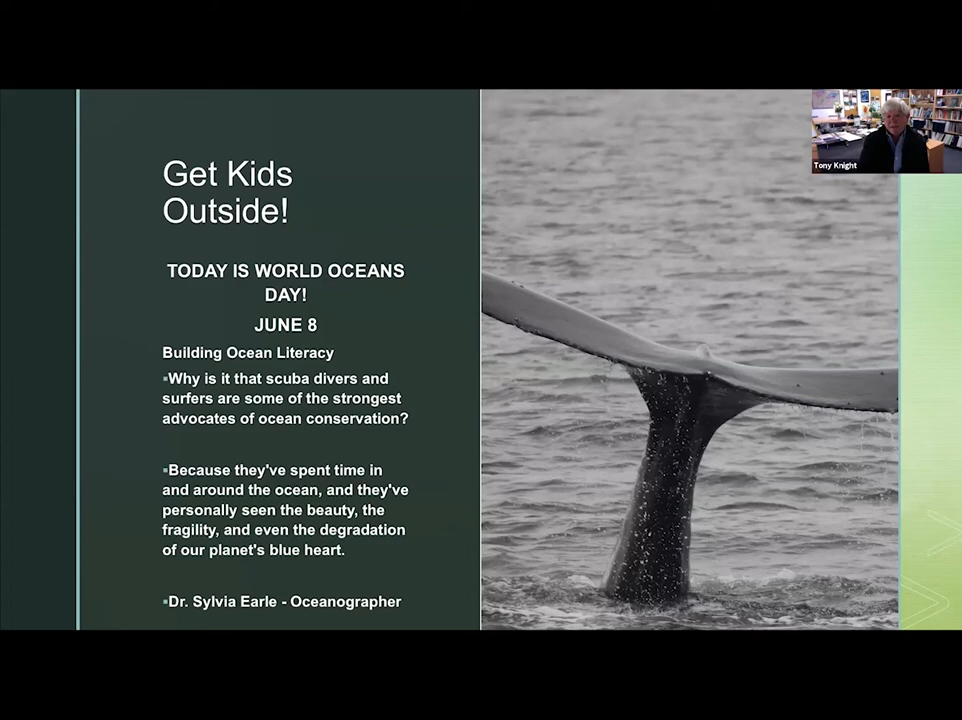 Get Kids
Outside!
TODAY IS WORLD OCEANS
DAY!
JUNE 8
Building Ocean Literacy
▪Why is it that scuba divers and
surfers are some of the strongest
advocates of ocean conservation?
▪Because they've spent time in
and around the ocean, and they've
personally seen the beauty, the
fragility, and even the degradation
of our planet's blue heart.
▪Dr. Sylvia Earle - Oceanographer
Tony Knight